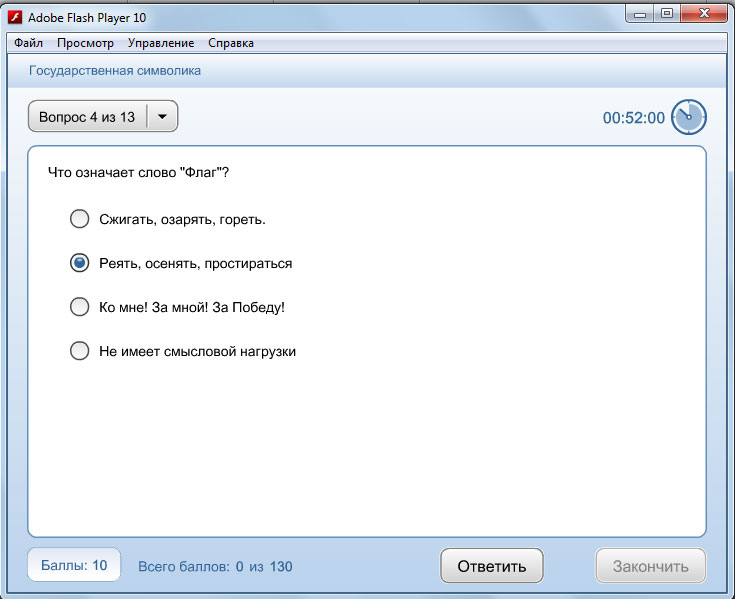 Adobe Flash Player 10
Файл Просмотр Управление Справка
Государственная символика
Вопрос 4 из 13
00:52:00
Что означает слово "Флаг"?
Сжигать, озарять, гореть.
Реять, осенять, простираться
Ко мне! За мной! За Победу!
Не имеет смысловой нагрузки
Баллы: 10 Всего баллов: 0 из 130 Ответить Закончить